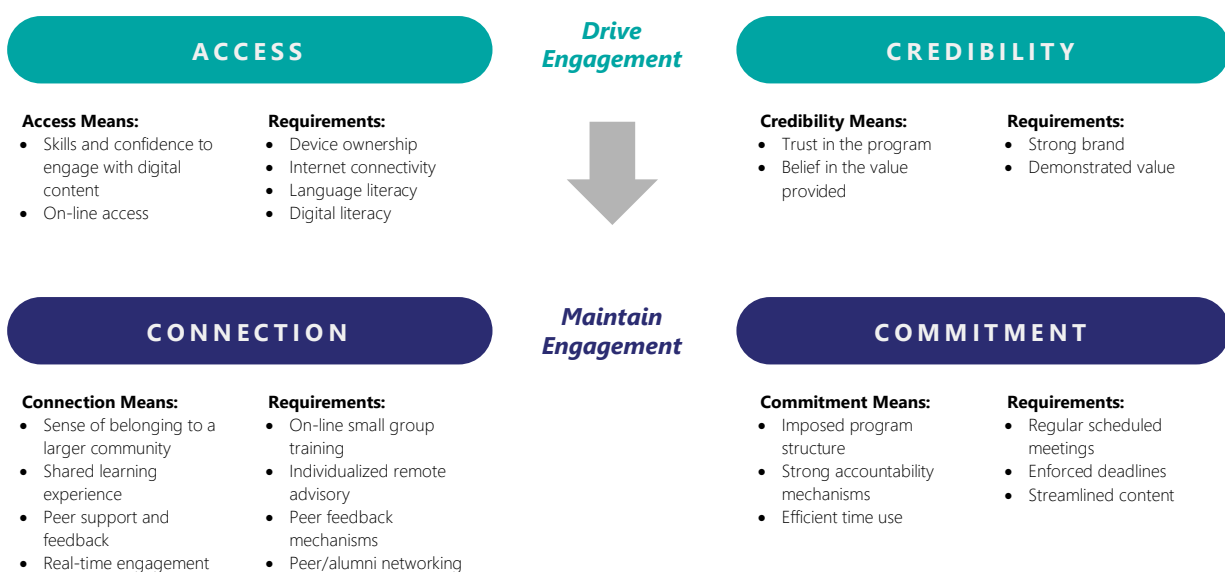 ACCESS
Drive
Engagement
CREDIBILITY
Access Means:
• Skills and confidence to
engage with digital
content
• On-line access
Requirements:
• Device ownership
• Internet connectivity
• Language literacy
• Digital literacy
Credibility Means:
• Trust in the program
• Belief in the value
provided
Requirements:
• Strong brand
• Demonstrated value
CONNECTION
Maintain
Engagement
COMMITMENT
Connection Means:
• Sense of belonging to a
larger community
• Shared learning
experience
• Peer support and
feedback
• Real-time engagement
Requirements:
• On-line small group
training
• Individualized remote
advisory
• Peer feedback
mechanisms
• Peer/alumni networking
Commitment Means:
• Imposed program
structure
• Strong accountability
mechanisms
• Efficient time use
Requirements:
• Regular scheduled
meetings
• Enforced deadlines
• Streamlined content